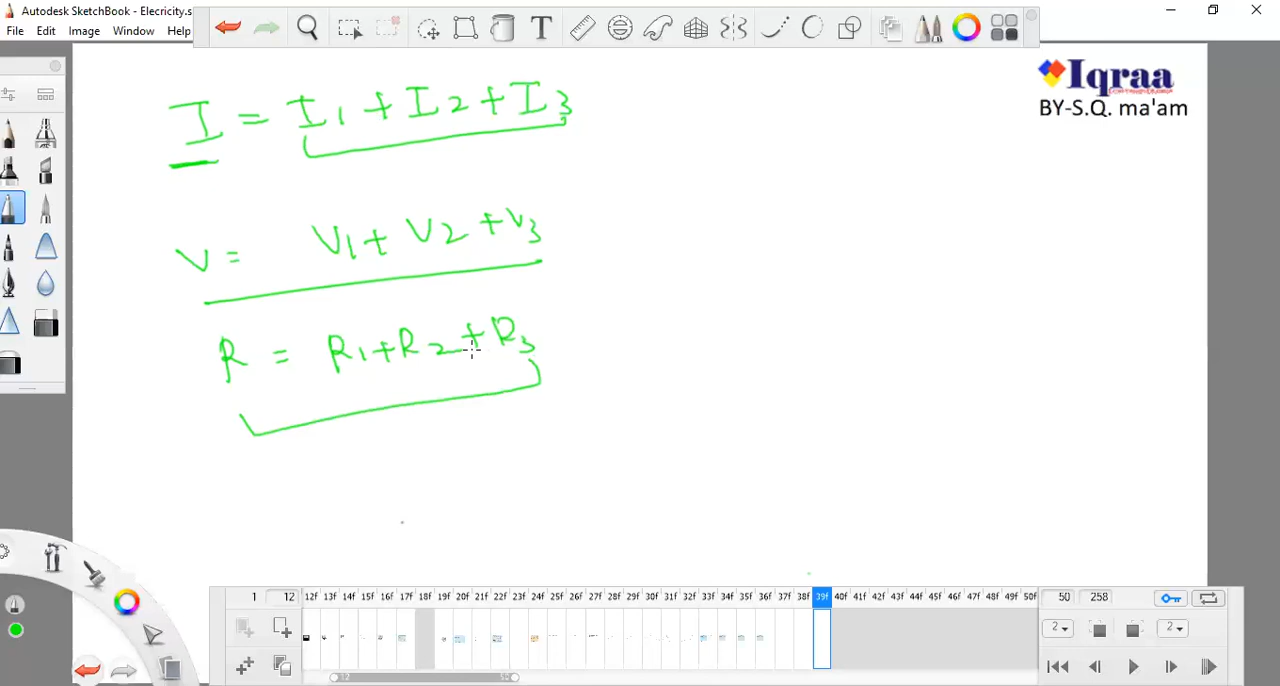 Autodesk SketchBook - Elecricity.s
File Edit Image Window Help
Iqraa
BY-S.Q. ma'am
I = I1 + I2 + I3
V = V1 + V2 + V3
R = R1 + R2 + R3
1 12 12f 13f 14f 15f 16f 17f 18f 19f 20f 21f 22f 23f 24f 25f 26f 27f 28f 29f 30f 31f 32f 33f 34f 35f 36f 37f 38f 39f 40f 41f 42f 43f 44f 45f 46f 47f 48f 49f 50f 50 258
2 2